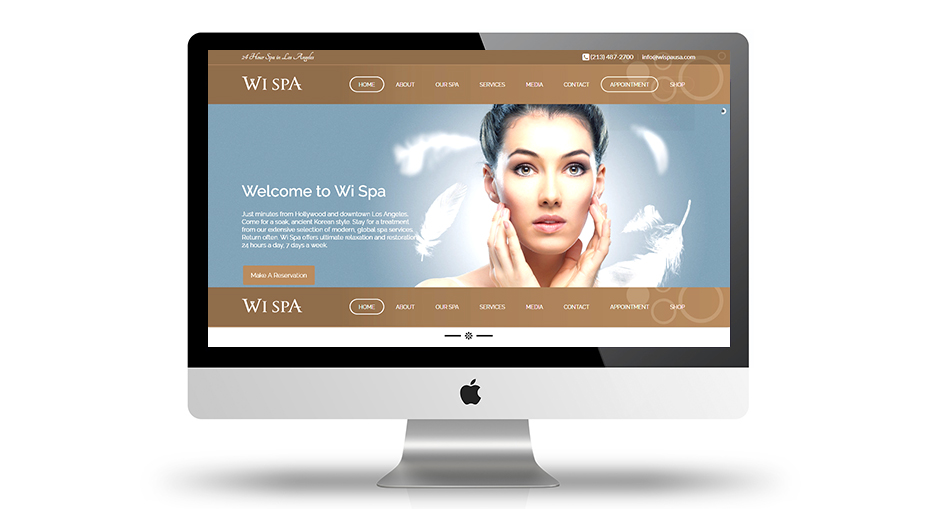 24 Hour Spa in Los Angeles
(213) 487-2700 info@wispausa.com
WI SPA
HOME ABOUT OUR SPA SERVICES MEDIA CONTACT APPOINTMENT SHOP
Welcome to Wi Spa
Just minutes from Hollywood and downtown Los Angeles.
Come for a soak, ancient Korean style. Stay for a treatment
from our extensive selection of modern, global spa services.
Return often. Wi Spa offers ultimate relaxation and restoration
24 hours a day, 7 days a week.
Make A Reservation
WI SPA
HOME ABOUT OUR SPA SERVICES MEDIA CONTACT APPOINTMENT SHOP